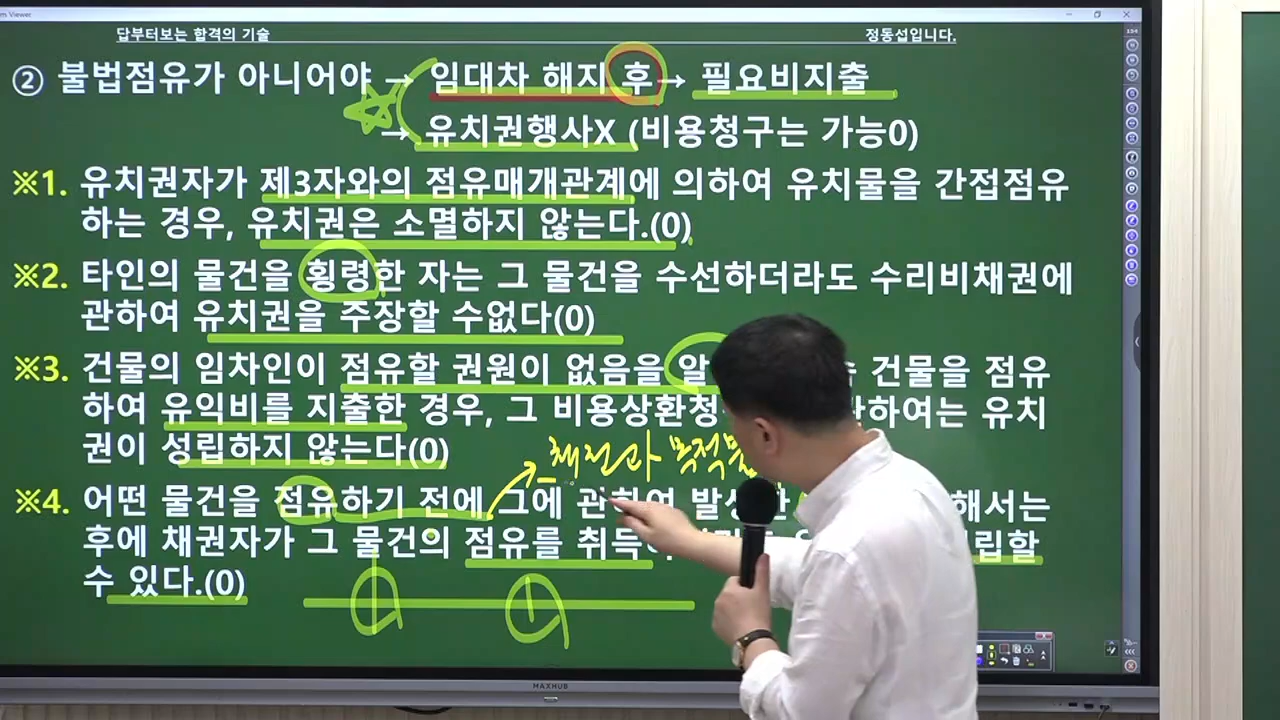 답부터보는 합격의 기술
정동섭입니다.
② 불법점유가 아니어야 → 임대차 해지 후 → 필요비지출
→ 유치권행사X (비용청구는 가능0)
※1. 유치권자가 제3자와의 점유매개관계에 의하여 유치물을 간접점유
하는 경우, 유치권은 소멸하지 않는다.(0)
※2. 타인의 물건을 횡령한 자는 그 물건을 수선하더라도 수리비채권에
관하여 유치권을 주장할 수없다(0)
※3. 건물의 임차인이 점유할 권원이 없음을 알 건물을 점유
하여 유익비를 지출한 경우, 그 비용상환청 하여는 유치
권이 성립하지 않는다(0)
채권과 목적물
※4. 어떤 물건을 점유하기 전에 그에 관하여 발생한 해서는
후에 채권자가 그 물건의 점유를 취득 립할
수 있다.(0)
MAXHUB